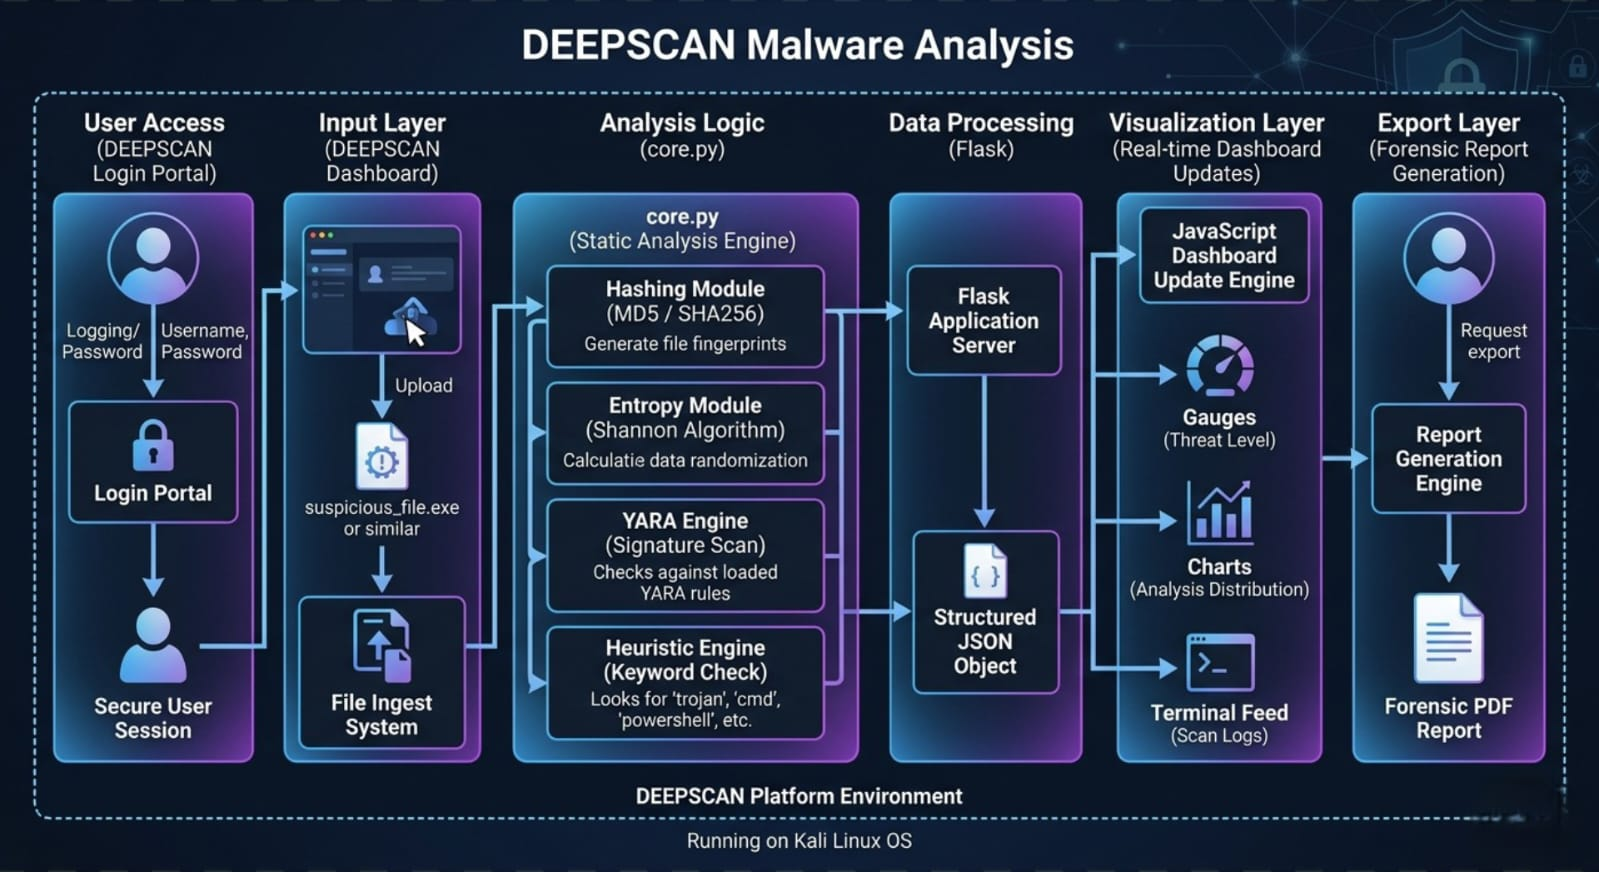 DEEPSCAN Malware Analysis
User Access
(DEEPSCAN
Login Portal)
Logging/
Password
Username,
Password
Login Portal
Secure User
Session
Input Layer
(DEEPSCAN
Dashboard)
Upload
suspicious_file.exe
or similar
File Ingest
System
Analysis Logic
(core.py)
core.py
(Static Analysis Engine)
Hashing Module
(MD5 / SHA256)
Generate file fingerprints
Entropy Module
(Shannon Algorithm)
Calculatie data randomization
YARA Engine
(Signature Scan)
Checks against loaded
YARA rules
Heuristic Engine
(Keyword Check)
Looks for 'trojan', 'cmd',
'powershell', etc.
Data Processing
(Flask)
Flask
Application
Server
{ }
Structured
JSON
Object
Visualization Layer
(Real-time Dashboard
Updates)
JavaScript
Dashboard
Update Engine
Gauges
(Threat Level)
Charts
(Analysis Distribution)
Terminal Feed
(Scan Logs)
Export Layer
(Forensic Report
Generation)
Request
export
Report
Generation
Engine
Forensic PDF
Report
DEEPSCAN Platform Environment
Running on Kali Linux OS